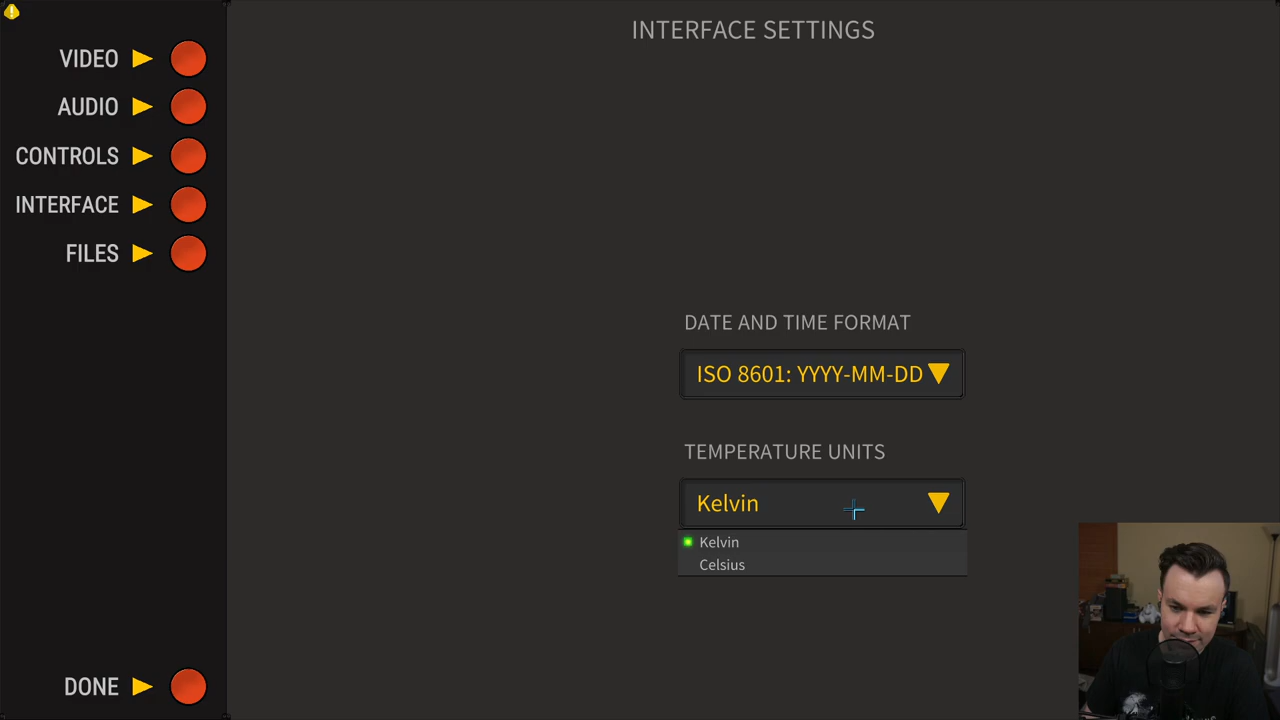 INTERFACE SETTINGS
VIDEO
AUDIO
CONTROLS
INTERFACE
FILES
DATE AND TIME FORMAT
ISO 8601: YYYY-MM-DD
TEMPERATURE UNITS
Kelvin
Kelvin
Celsius
DONE